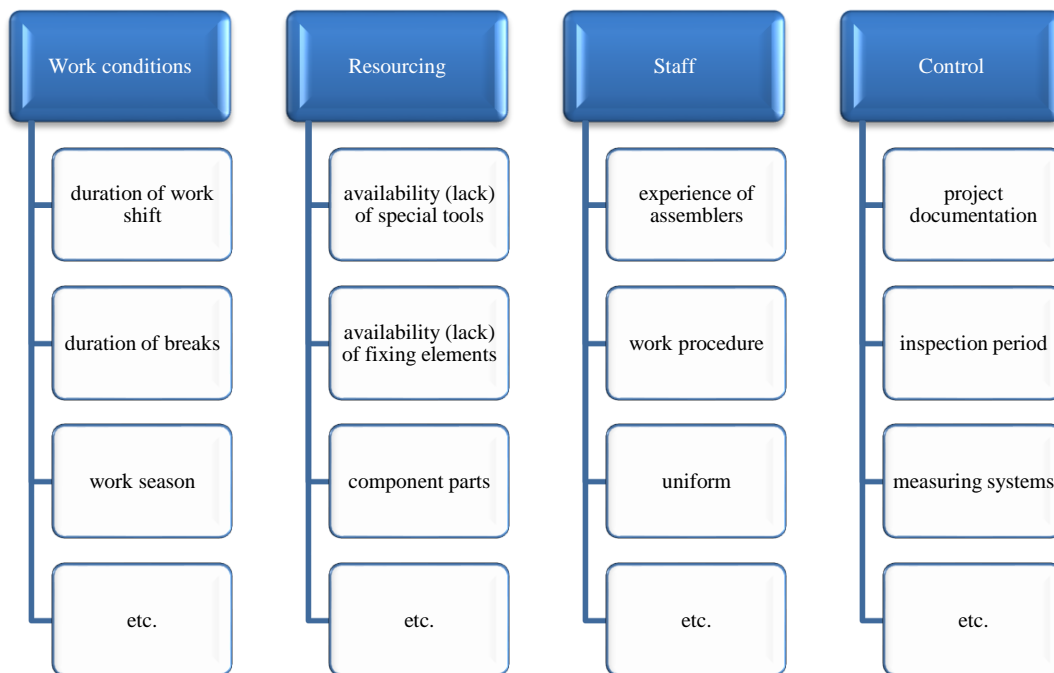 Work conditions
duration of work
shift
duration of breaks
work season
etc.
Resourcing
availability (lack)
of special tools
availability (lack)
of fixing elements
component parts
etc.
Staff
experience of
assemblers
work procedure
uniform
etc.
Control
project
documentation
inspection period
measuring systems
etc.